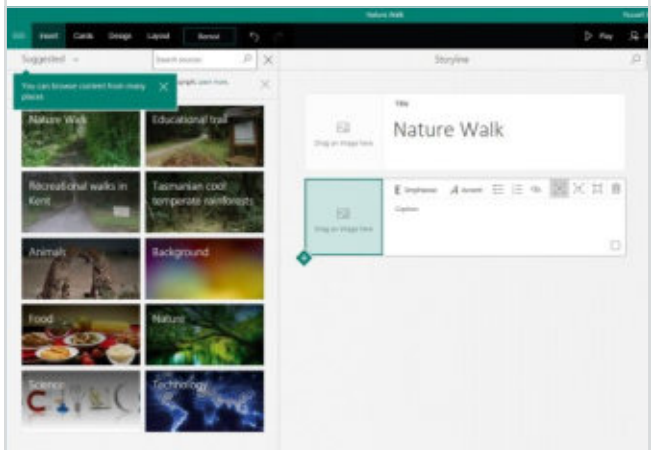 Nature Walk
Insert Cards Design Layout Remix!
Play
Suggested
Search sources
Storyline
You can browse content from many
places
Nature Walk
Educational trail
Recreational walks in
Kent
Tasmanian cool
temperate rainforests
Animals
Background
Food
Nature
Science
Technology
Title
Drag an image here
Nature Walk
Emphasize Accent
Caption
Drag an image here